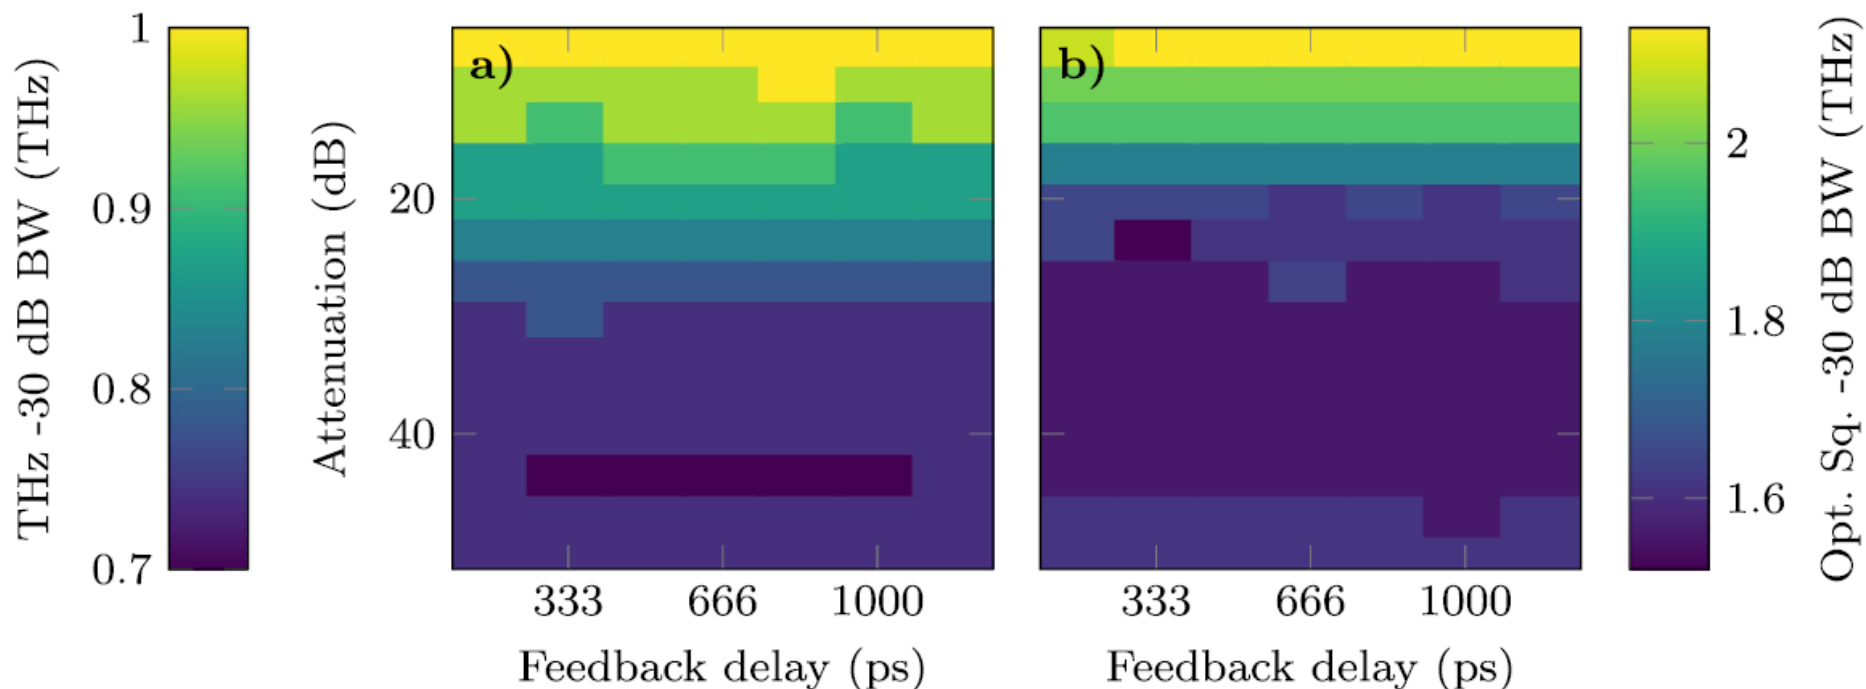 THz -30 dB BW (THz)
1
0.9
0.8
0.7
Attenuation (dB)
20
40
a)
333 666 1000
Feedback delay (ps)
b)
333 666 1000
Feedback delay (ps)
2
1.8
1.6
Opt. Sq. -30 dB BW (THz)